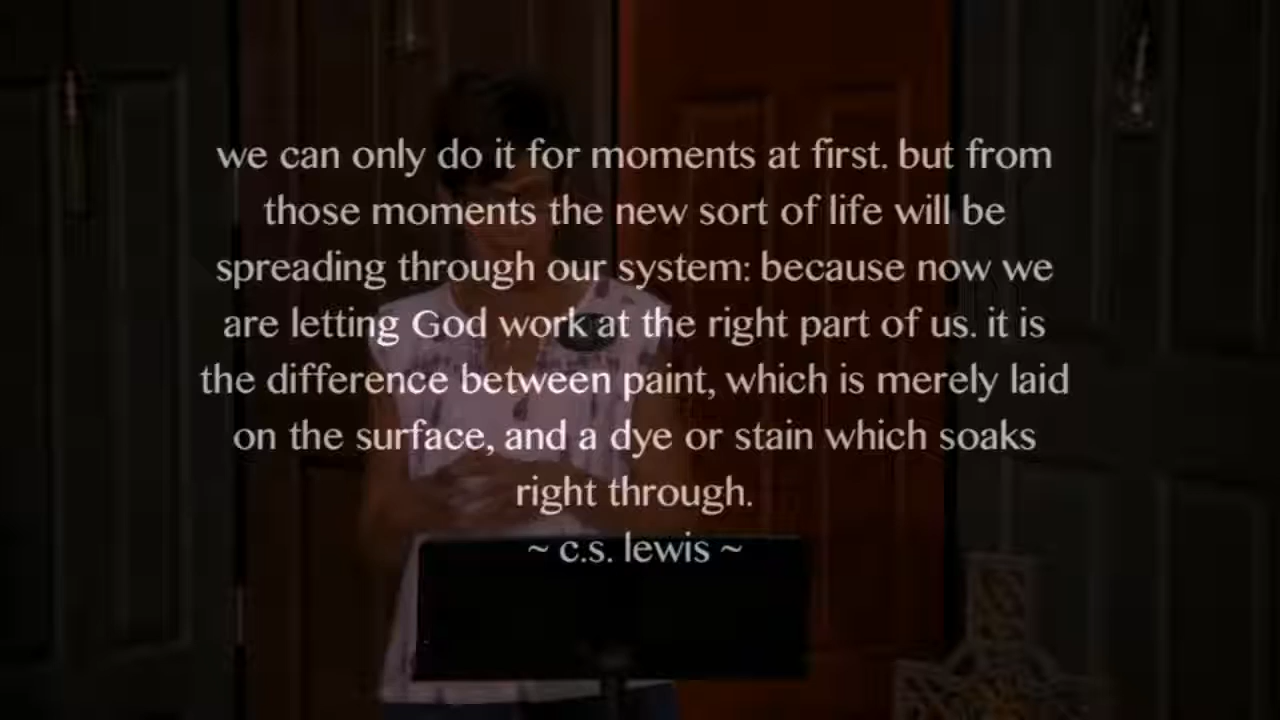 we can only do it for moments at first. but from
those moments the new sort of life will be
spreading through our system: because now we
are letting God work at the right part of us. it is
the difference between paint, which is merely laid
on the surface, and a dye or stain which soaks
right through.
~ c.s. lewis ~